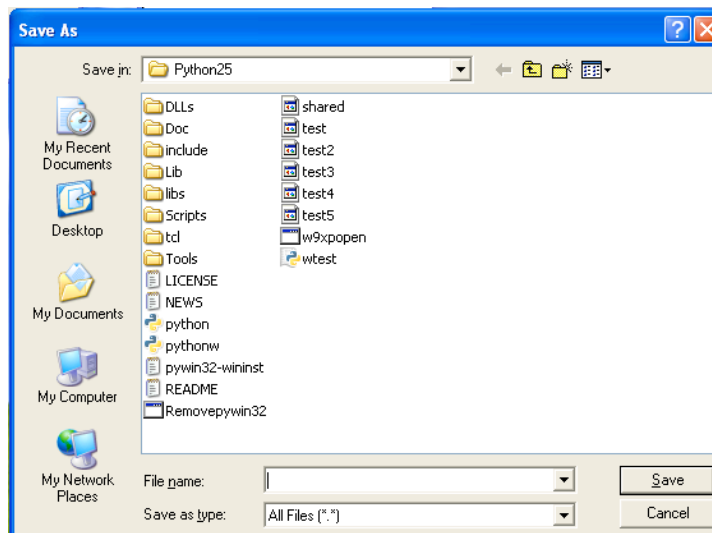 Save As
Save in:
Python25
My Recent
Documents
Desktop
My Documents
My Computer
My Network
Places
DLLs
Doc
include
Lib
libs
Scripts
tcl
Tools
LICENSE
NEWS
python
pythonw
pywin32-wininst
README
Removepywin32
shared
test
test2
test3
test4
test5
w9xpopen
wtest
File name:
Save
Save as type:
All Files (*.*)
Cancel